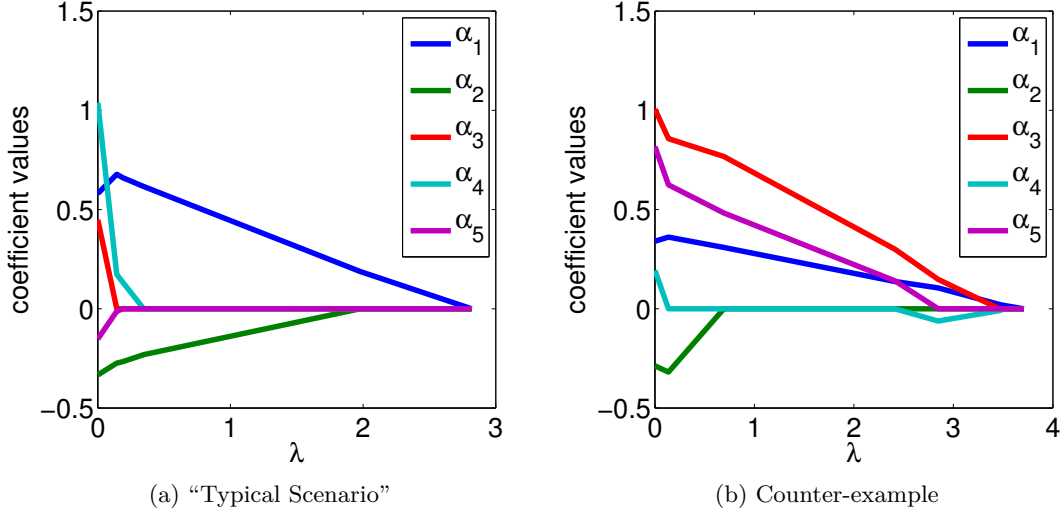 1.5
1
0.5
0
−0.5
0
1
2
3
coefficient values
λ
α1
α2
α3
α4
α5
(a) “Typical Scenario”
1.5
1
0.5
0
−0.5
0
1
2
3
4
coefficient values
λ
α1
α2
α3
α4
α5
(b) Counter-example